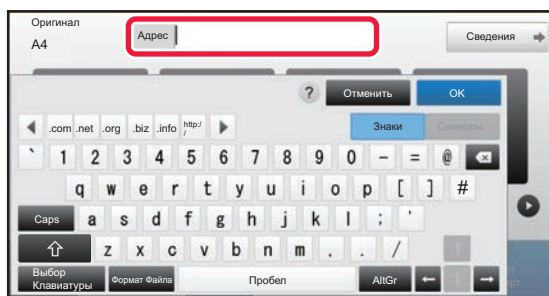 Оригинал
A4
Адрес
Сведения
? Отменить OK
.com .net .org .biz .info http:/
/
Знаки Символы
` 1 2 3 4 5 6 7 8 9 0 - = @
q w e r t y u i o p [ ] #
Caps a s d f g h j k l ; '
z x c v b n m , . /
Выбор
Клавиатуры
Формат Файла Пробел AltGr